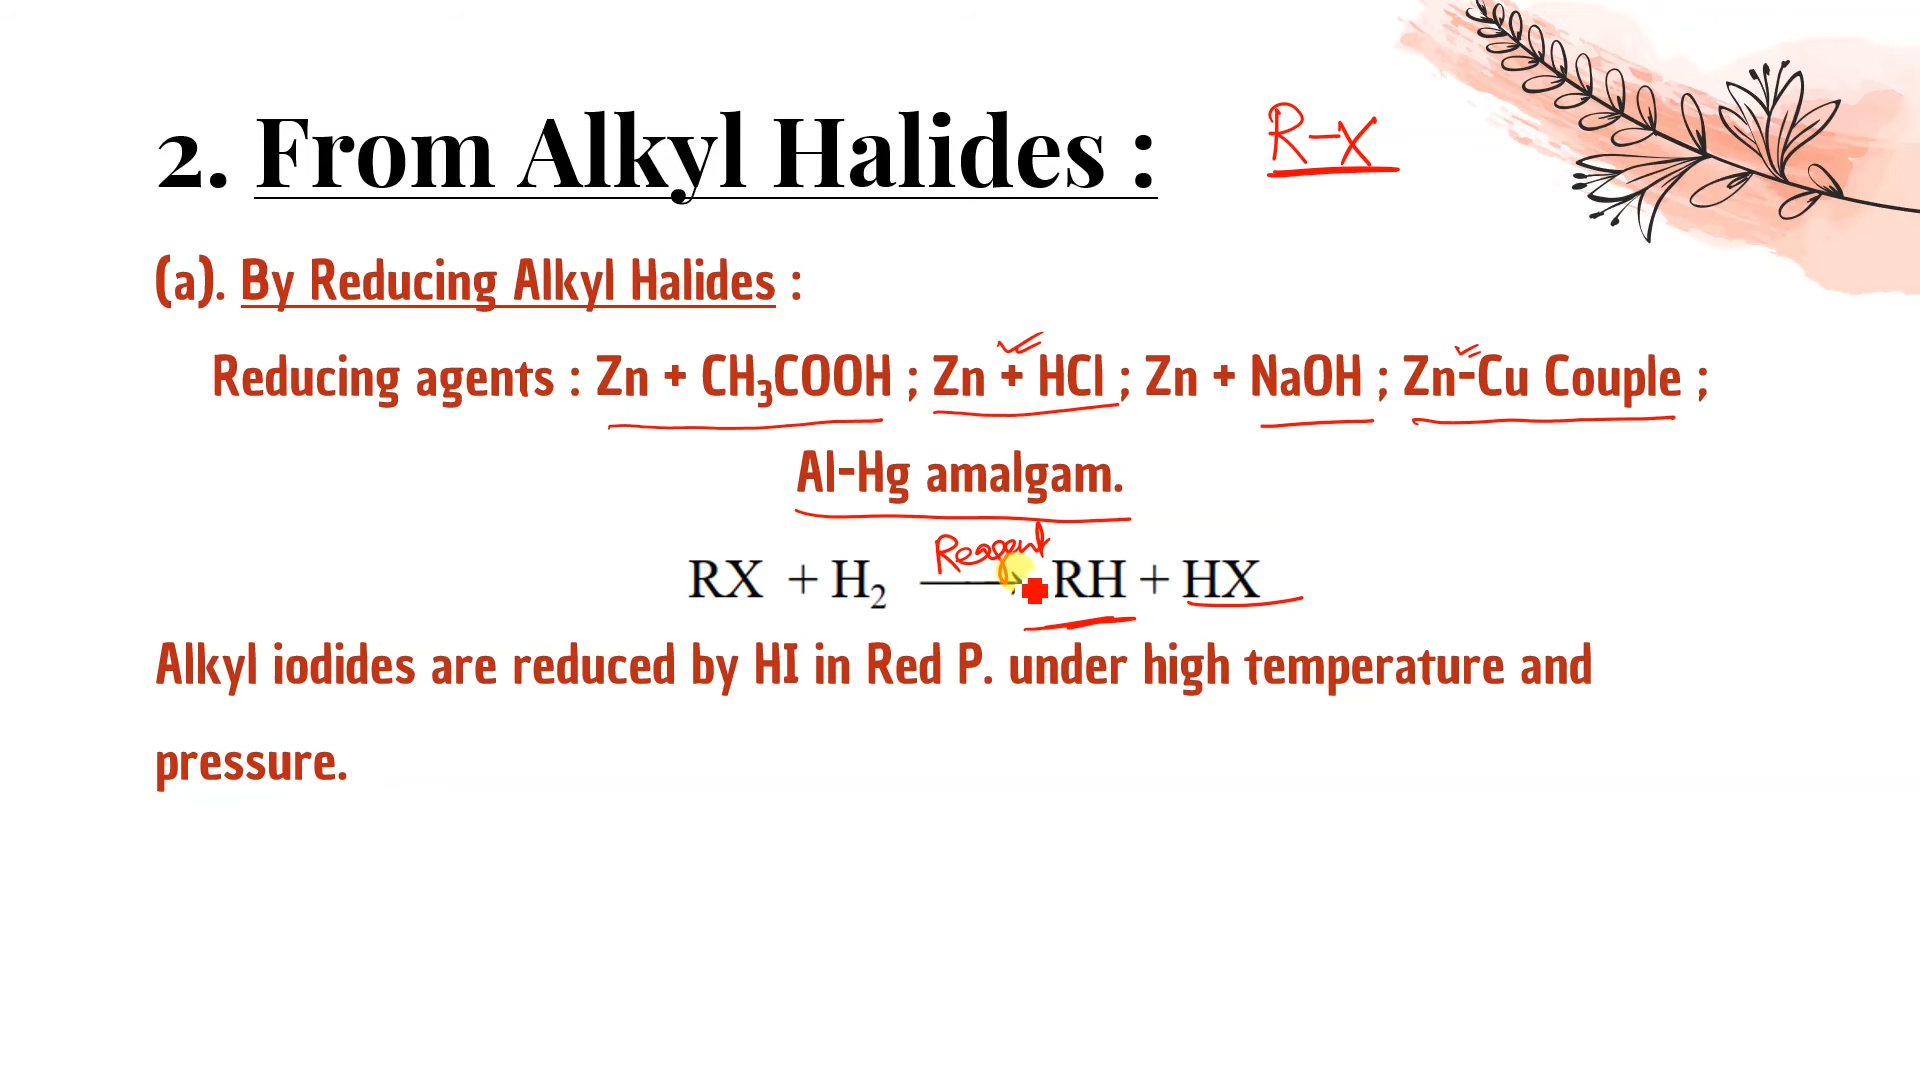 2. From Alkyl Halides : R-X
(a). By Reducing Alkyl Halides :
Reducing agents : Zn + CH₃COOH ; Zn + HCl ; Zn + NaOH ; Zn-Cu Couple ;
Al-Hg amalgam.
Reagent
RX + H₂ ⟶ RH + HX
Alkyl iodides are reduced by HI in Red P. under high temperature and
pressure.